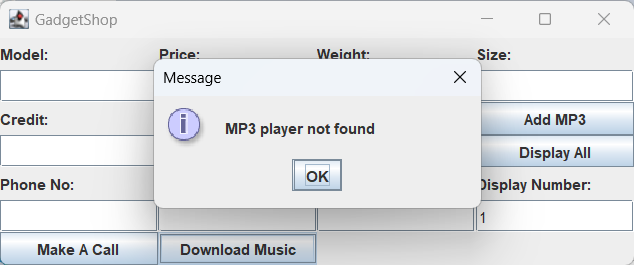 GadgetShop
Model: Price: Weight: Size:
Message
MP3 player not found
OK
Credit:
Add MP3
Display All
Phone No: Display Number:
1
Make A Call Download Music